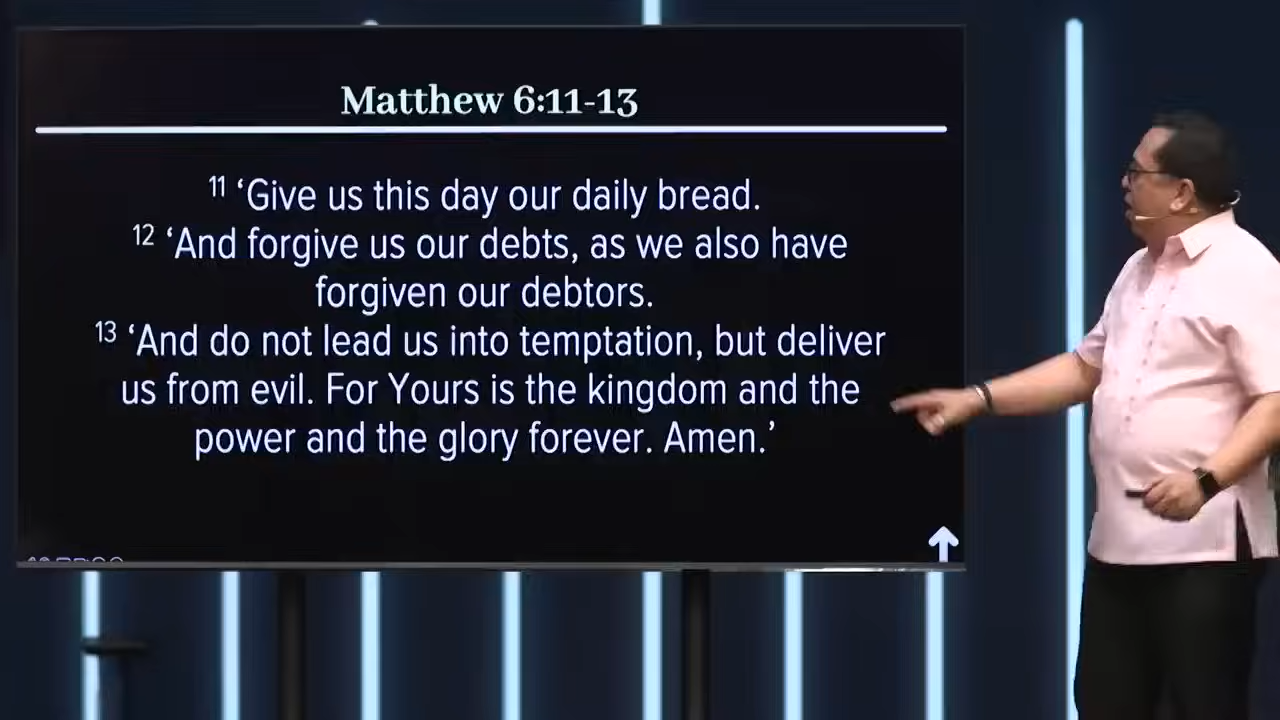 Matthew 6:11-13
11 ‘Give us this day our daily bread.
12 ‘And forgive us our debts, as we also have
forgiven our debtors.
13 ‘And do not lead us into temptation, but deliver
us from evil. For Yours is the kingdom and the
power and the glory forever. Amen.’